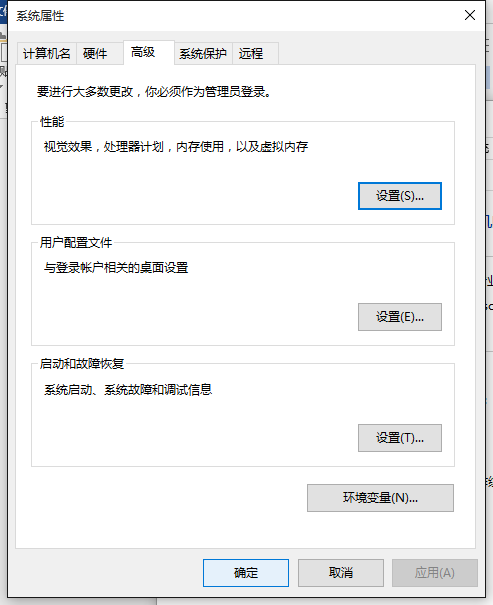 系统属性
计算机名
硬件
高级
系统保护
远程
要进行大多数更改，你必须作为管理员登录。
性能
视觉效果，处理器计划，内存使用，以及虚拟内存
设置(S)...
用户配置文件
与登录帐户相关的桌面设置
设置(E)...
启动和故障恢复
系统启动、系统故障和调试信息
设置(T)...
环境变量(N)...
确定
取消
应用(A)